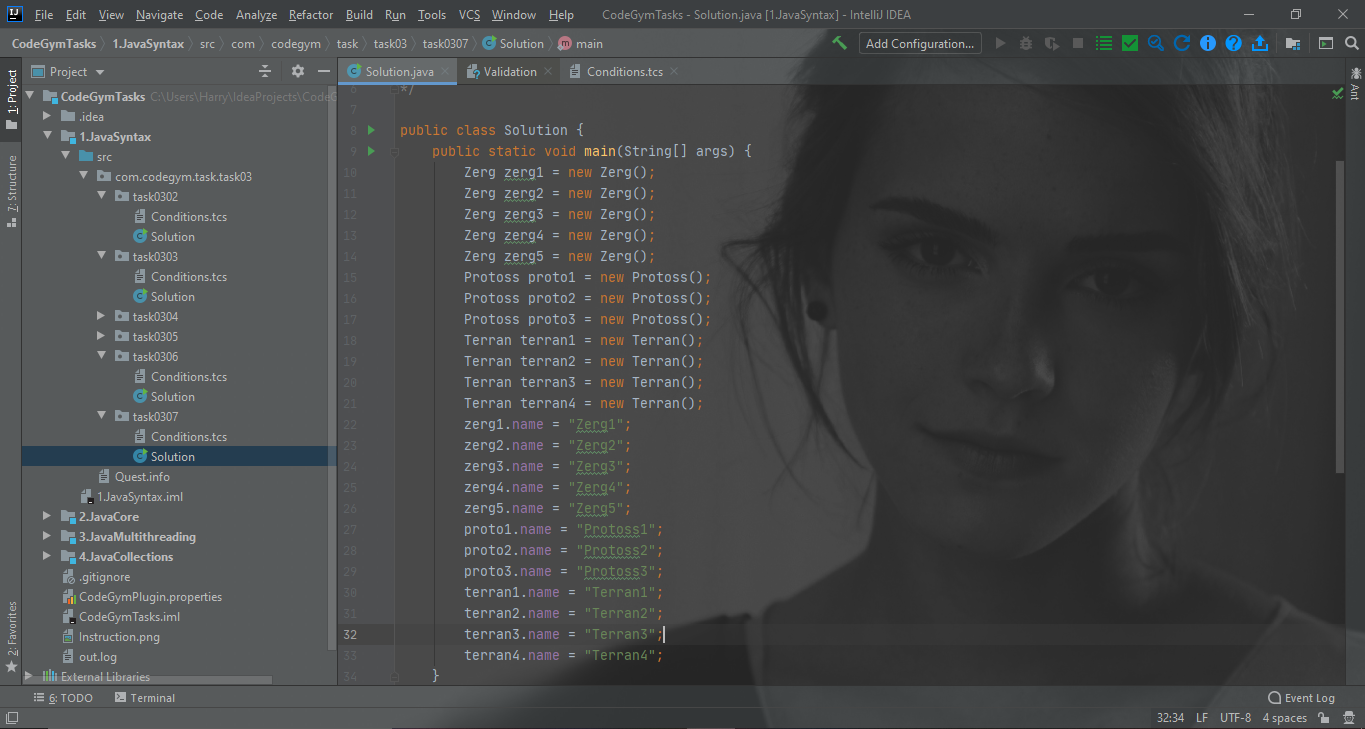 File Edit View Navigate Code Analyze Refactor Build Run Tools VCS Window Help CodeGymTasks - Solution.java [1.JavaSyntax] - IntelliJ IDEA
CodeGymTasks 1.JavaSyntax src com codegym task task03 task0307 Solution main Add Configuration...
Project
Solution.java Validation Conditions.tcs
1: Project
7: Structure
2: Favorites
CodeGymTasks C:\Users\Harry\IdeaProjects\CodeG
.idea
1.JavaSyntax
src
com.codegym.task.task03
task0302
Conditions.tcs
Solution
task0303
Conditions.tcs
Solution
task0304
task0305
task0306
Conditions.tcs
Solution
task0307
Conditions.tcs
Solution
Quest.info
1.JavaSyntax.iml
2.JavaCore
3.JavaMultithreading
4.JavaCollections
.gitignore
CodeGymPlugin.properties
CodeGymTasks.iml
Instruction.png
out.log
External Libraries
6 */
7
8 public class Solution {
9 public static void main(String[] args) {
10 Zerg zerg1 = new Zerg();
11 Zerg zerg2 = new Zerg();
12 Zerg zerg3 = new Zerg();
13 Zerg zerg4 = new Zerg();
14 Zerg zerg5 = new Zerg();
15 Protoss proto1 = new Protoss();
16 Protoss proto2 = new Protoss();
17 Protoss proto3 = new Protoss();
18 Terran terran1 = new Terran();
19 Terran terran2 = new Terran();
20 Terran terran3 = new Terran();
21 Terran terran4 = new Terran();
22 zerg1.name = "Zerg1";
23 zerg2.name = "Zerg2";
24 zerg3.name = "Zerg3";
25 zerg4.name = "Zerg4";
26 zerg5.name = "Zerg5";
27 proto1.name = "Protoss1";
28 proto2.name = "Protoss2";
29 proto3.name = "Protoss3";
30 terran1.name = "Terran1";
31 terran2.name = "Terran2";
32 terran3.name = "Terran3";
33 terran4.name = "Terran4";
34 }
Ant
6: TODO Terminal Event Log
32:34 LF UTF-8 4 spaces